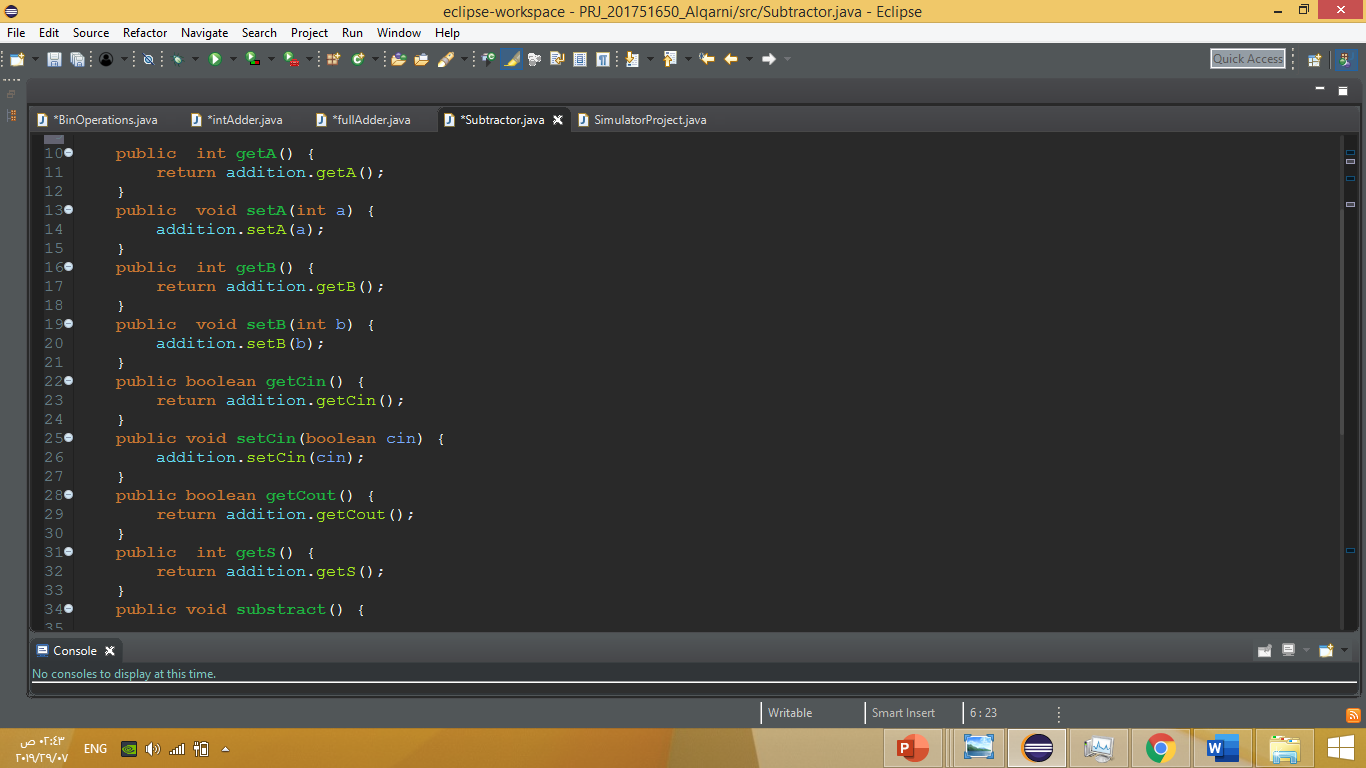 eclipse-workspace - PRJ_201751650_Alqarni/src/Subtractor.java - Eclipse
File Edit Source Refactor Navigate Search Project Run Window Help
Quick Access
*BinOperations.java *intAdder.java *fullAdder.java *Subtractor.java SimulatorProject.java
10 public  int getA() {
11 return addition.getA();
12 }
13 public  void setA(int a) {
14 addition.setA(a);
15 }
16 public  int getB() {
17 return addition.getB();
18 }
19 public  void setB(int b) {
20 addition.setB(b);
21 }
22 public boolean getCin() {
23 return addition.getCin();
24 }
25 public void setCin(boolean cin) {
26 addition.setCin(cin);
27 }
28 public boolean getCout() {
29 return addition.getCout();
30 }
31 public  int getS() {
32 return addition.getS();
33 }
34 public void substract() {
35
Console
No consoles to display at this time.
Writable Smart Insert 6 : 23
٠٢:٤٣ ص ENG
٢٠١٩/٢٩/٠٧